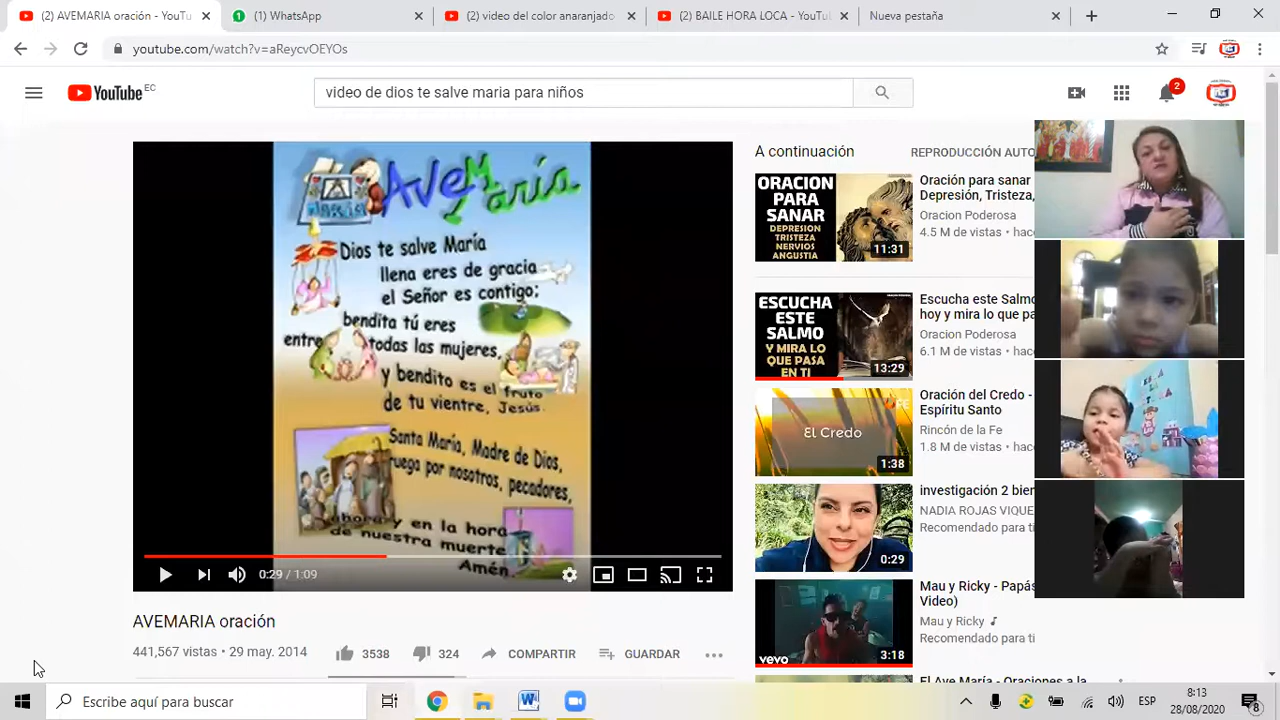 (2) AVEMARIA oración - YouTu
(1) WhatsApp
(2) video del color anaranjado
(2) BAILE HORA LOCA - YouTu
Nueva pestaña
youtube.com/watch?v=aReycvOEYOs
YouTube EC
video de dios te salve maria para niños
2
Ave María
María
Dios te salve María
llena eres de gracia
el Señor es contigo;
bendita tú eres
entre todas las mujeres,
y bendito es el fruto
de tu vientre, Jesús.
Santa María, Madre de Dios,
ruega por nosotros, pecadores,
ahora y en la hora
de nuestra muerte
Amén
0:29 / 1:09
AVEMARIA oración
441,567 vistas • 29 may. 2014
3538
324
COMPARTIR
GUARDAR
A continuación
REPRODUCCIÓN AUTO
ORACION
PARA
SANAR
DEPRESION
TRISTEZA
NERVIOS
ANGUSTIA
11:31
Oración para sanar
Depresión, Tristeza,
Oracion Poderosa
4.5 M de vistas • hac
ESCUCHA
ESTE
SALMO
Y MIRA LO
QUE PASA
EN TI
13:29
Escucha este Salmo
hoy y mira lo que pa
Oracion Poderosa
6.1 M de vistas • hac
FE
El Credo
1:38
Oración del Credo -
Espíritu Santo
Rincón de la Fe
1.8 M de vistas • hac
0:29
investigación 2 bien
NADIA ROJAS VIQUE
Recomendado para ti
vevo
3:18
Mau y Ricky - Papás
Video)
Mau y Ricky
Recomendado para ti
El Ave María - Oraciones a la
Escribe aquí para buscar
ESP
8:13
28/08/2020
8